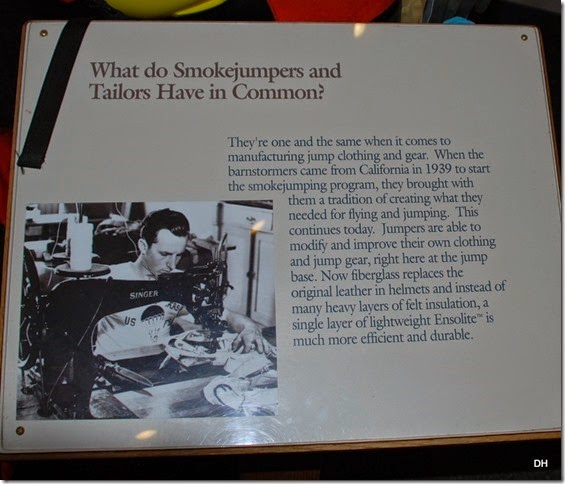 What do Smokejumpers and
Tailors Have in Common?
They're one and the same when it comes to
manufacturing jump clothing and gear. When the
barnstormers came from California in 1939 to start
the smokejumping program, they brought with
them a tradition of creating what they
needed for flying and jumping. This
continues today. Jumpers are able to
modify and improve their own clothing
and jump gear, right here at the jump
base. Now fiberglass replaces the
original leather in helmets and instead of
many heavy layers of felt insulation, a
single layer of lightweight Ensolite™ is
much more efficient and durable.
SINGER
US
DH